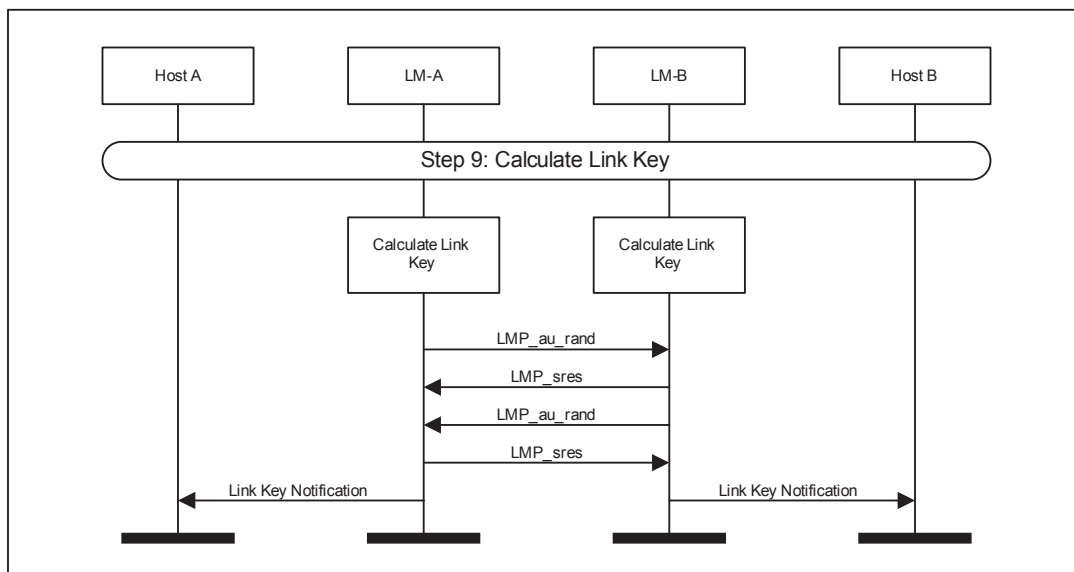 Host A
LM-A
LM-B
Host B
Step 9: Calculate Link Key
Calculate Link
Key
Calculate Link
Key
LMP_au_rand
LMP_sres
LMP_au_rand
LMP_sres
Link Key Notification
Link Key Notification